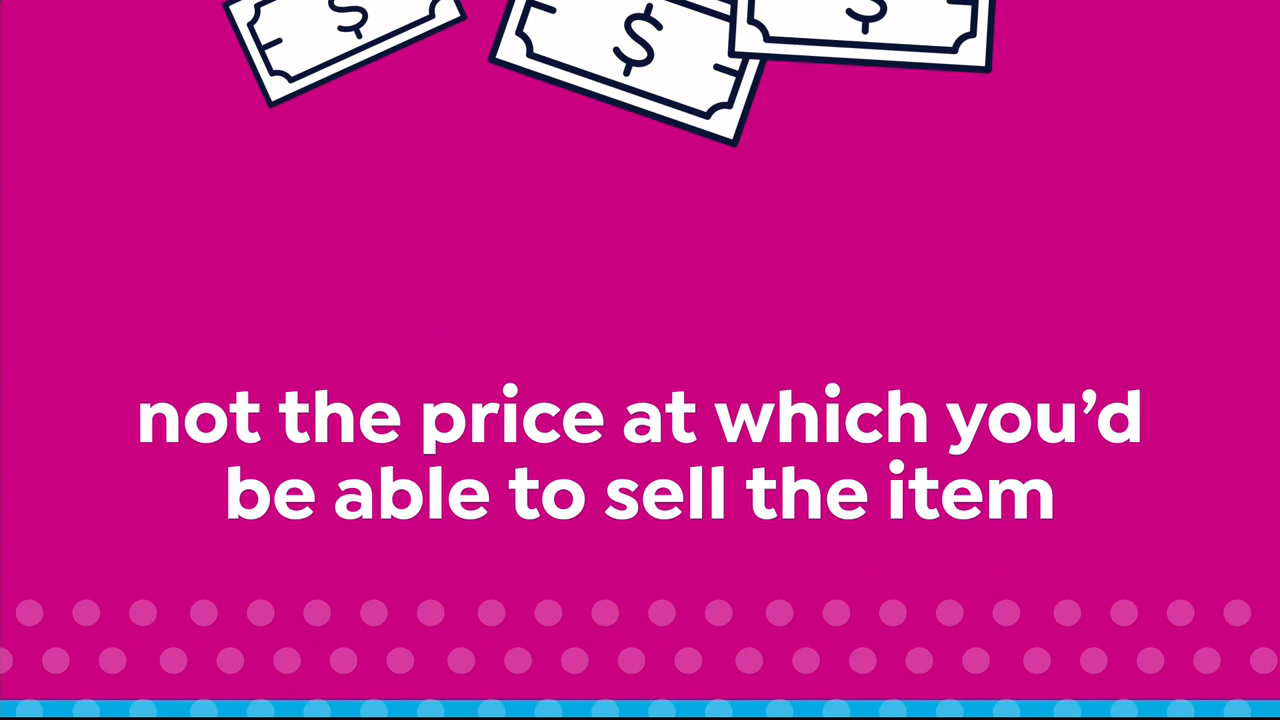 $ $ $
not the price at which you’d
be able to sell the item